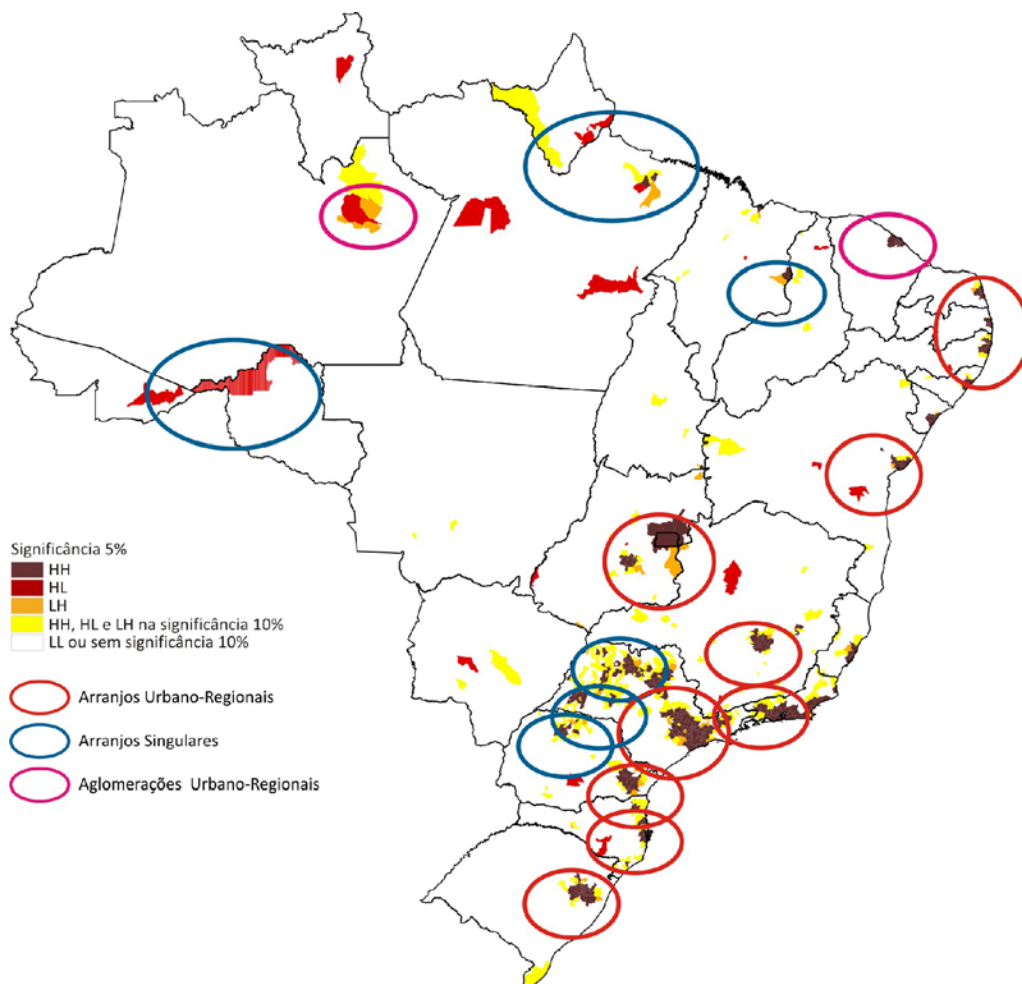 Significância 5%
HH
HL
LH
HH, HL e LH na significância 10%
LL ou sem significância 10%
Arranjos Urbano-Regionais
Arranjos Singulares
Aglomerações Urbano-Regionais